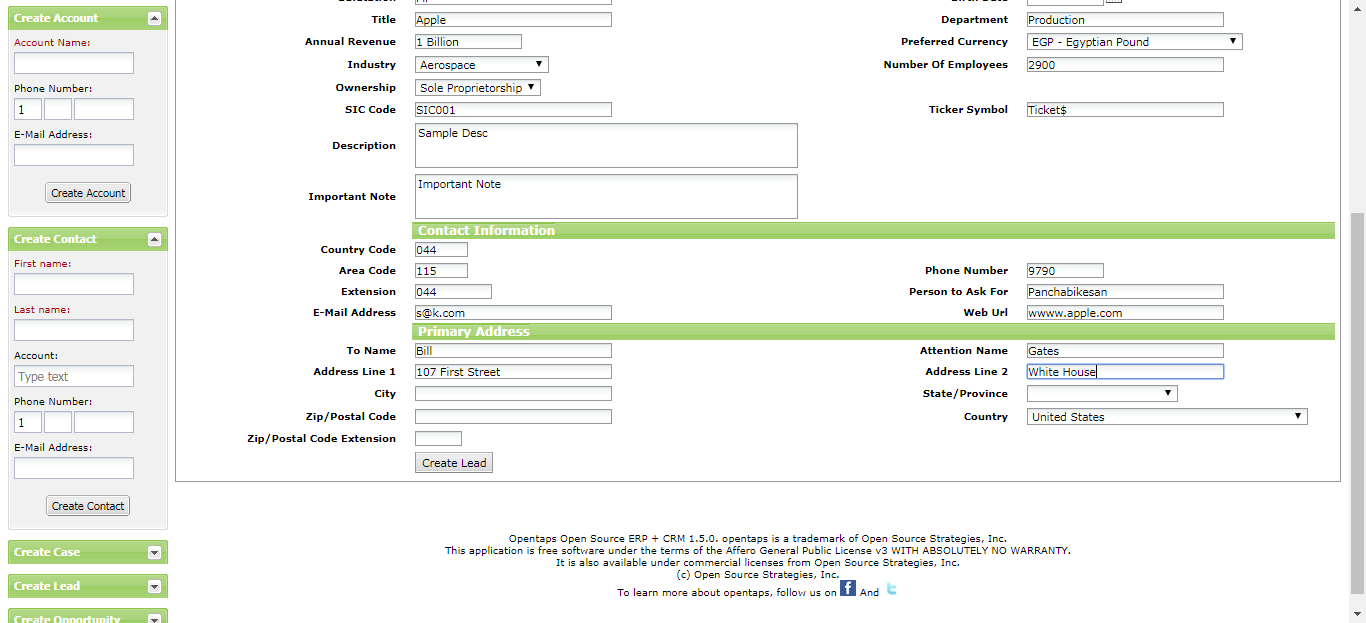 Create Account
Account Name:
Phone Number:
1
E-Mail Address:
Create Account
Create Contact
First name:
Last name:
Account:
Type text
Phone Number:
1
E-Mail Address:
Create Contact
Create Case
Create Lead
Create Opportunity
Title Apple Department Production
Annual Revenue 1 Billion Preferred Currency EGP - Egyptian Pound
Industry Aerospace Number Of Employees 2900
Ownership Sole Proprietorship
SIC Code SIC001 Ticker Symbol Ticket$
Description Sample Desc
Important Note Important Note
Contact Information
Country Code 044
Area Code 115 Phone Number 9790
Extension 044 Person to Ask For Panchabikesan
E-Mail Address s@k.com Web Url wwww.apple.com
Primary Address
To Name Bill Attention Name Gates
Address Line 1 107 First Street Address Line 2 White House
City State/Province
Zip/Postal Code Country United States
Zip/Postal Code Extension
Create Lead
Opentaps Open Source ERP + CRM 1.5.0. opentaps is a trademark of Open Source Strategies, Inc.
This application is free software under the terms of the Affero General Public License v3 WITH ABSOLUTELY NO WARRANTY.
It is also available under commercial licenses from Open Source Strategies, Inc.
(c) Open Source Strategies, Inc.
To learn more about opentaps, follow us on f And t